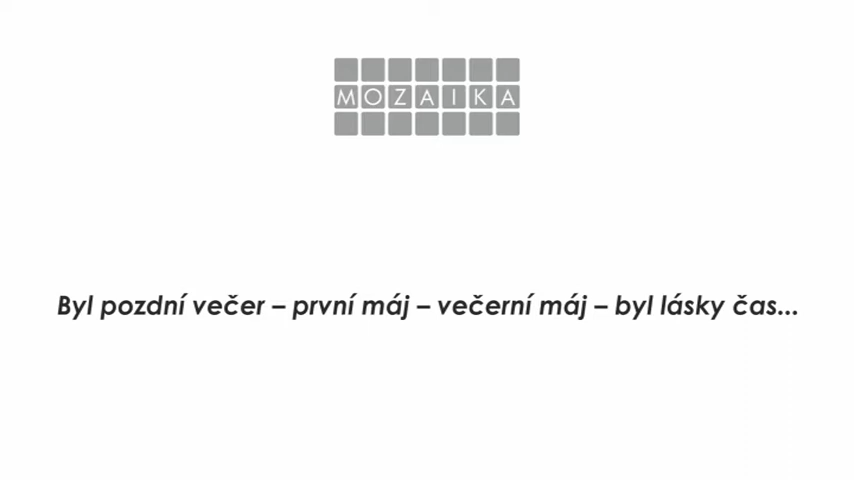 MOZAIKA
Byl pozdní večer – první máj – večerní máj – byl lásky čas...